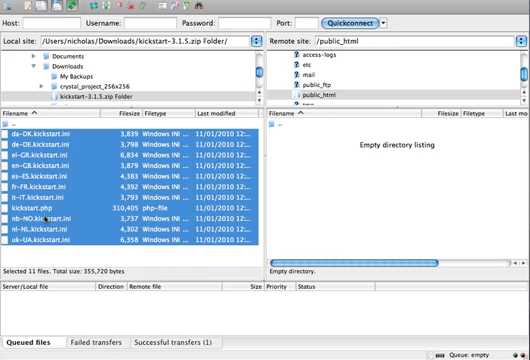 Host: Username: Password: Port: Quickconnect
Local site: /Users/nicholas/Downloads/kickstart-3.1.5.zip Folder/
Remote site: /public_html
Documents
Downloads
My Backups
crystal_project_256x256
kickstart-3.1.5.zip Folder
access-logs
etc
mail
public_ftp
public_html
tmp
Filename Filesize Filetype Last modified
..
da-DK.kickstart.ini 3,839 Windows INI ... 11/01/2010 12:...
de-DE.kickstart.ini 3,798 Windows INI ... 11/01/2010 12:...
el-GR.kickstart.ini 6,834 Windows INI ... 11/01/2010 12:...
en-GB.kickstart.ini 3,879 Windows INI ... 11/01/2010 12:...
es-ES.kickstart.ini 4,383 Windows INI ... 11/01/2010 12:...
fr-FR.kickstart.ini 4,392 Windows INI ... 11/01/2010 12:...
it-IT.kickstart.ini 3,793 Windows INI ... 11/01/2010 12:...
kickstart.php 310,405 php-file 11/01/2010 12:...
nb-NO.kickstart.ini 3,737 Windows INI ... 11/01/2010 12:...
nl-NL.kickstart.ini 4,302 Windows INI ... 11/01/2010 12:...
uk-UA.kickstart.ini 6,358 Windows INI ... 11/01/2010 12:...
Selected 11 files. Total size: 355,720 bytes
Filename Filesize Filetype Last mo
..
Empty directory listing
Empty directory.
Server/Local file Direction Remote file Size Priority Status
Queued files Failed transfers Successful transfers (1)
Queue: empty